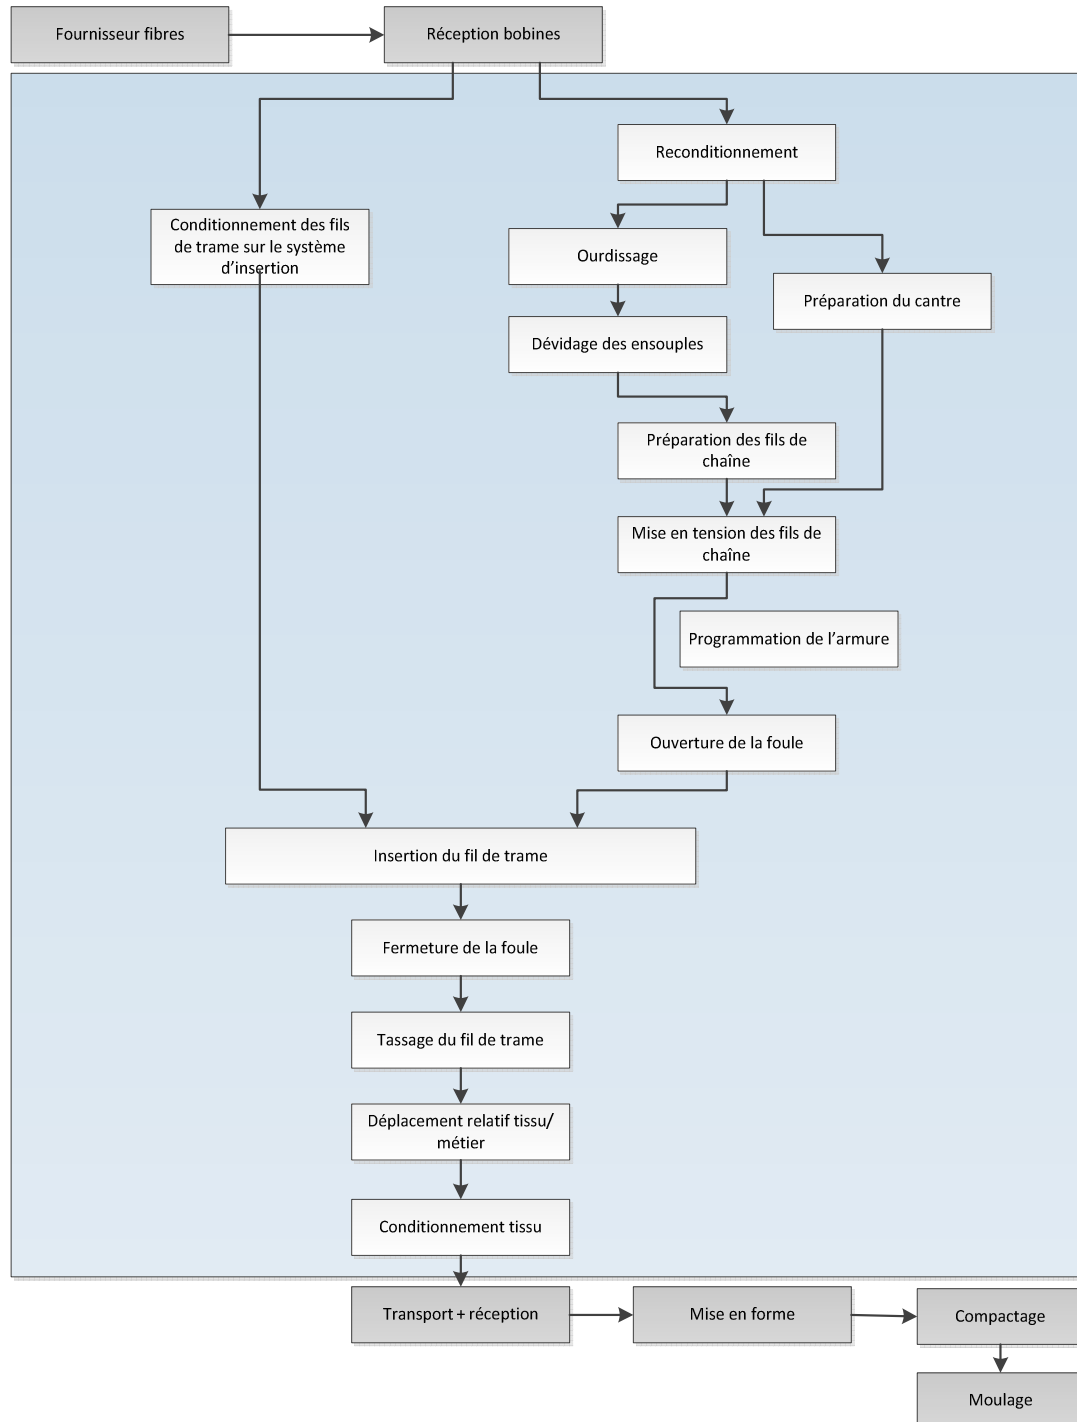 Fournisseur fibres
Réception bobines
Reconditionnement
Conditionnement des fils
de trame sur le système
d'insertion
Ourdissage
Préparation du cantre
Dévidage des ensouples
Préparation des fils de
chaîne
Mise en tension des fils de
chaîne
Programmation de l'armure
Ouverture de la foule
Insertion du fil de trame
Fermeture de la foule
Tassage du fil de trame
Déplacement relatif tissu/
métier
Conditionnement tissu
Transport + réception
Mise en forme
Compactage
Moulage